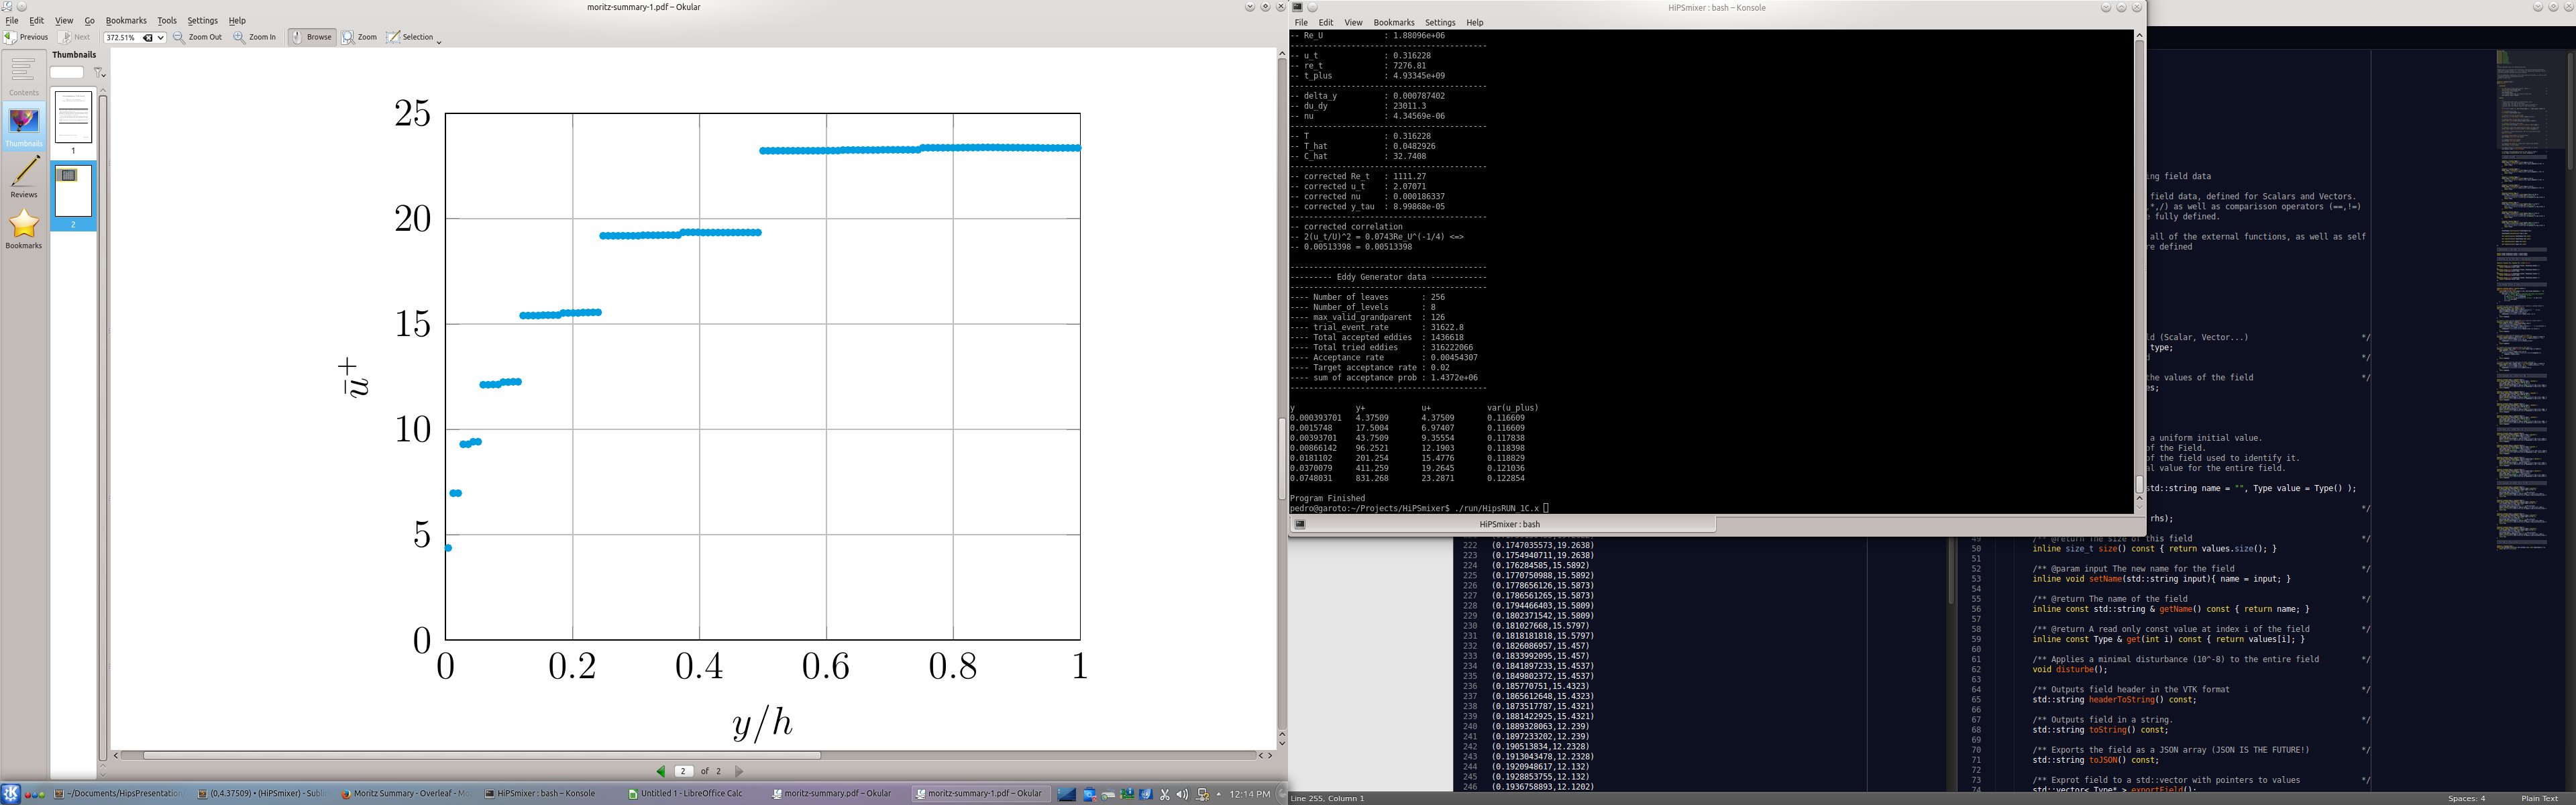 moritz-summary-1.pdf – Okular
File Edit View Go Bookmarks Tools Settings Help
Previous Next 372.51% Zoom Out Zoom In Browse Zoom Selection
Thumbnails
Contents
Thumbnails
Reviews
Bookmarks
1
2
25
20
15
10
5
0
0 0.2 0.4 0.6 0.8 1
ū+
y/h
2 of 2
HiPSmixer : bash – Konsole
File Edit View Bookmarks Settings Help
-- Re_U : 1.88096e+06
-------------------------------------
-- u_t : 0.316228
-- re_t : 7276.81
-- t_plus : 4.93345e+09
-------------------------------------
-- delta_y : 0.000787402
-- du_dy : 23011.3
-- nu : 4.34569e-06
-------------------------------------
-- T : 0.316228
-- T_hat : 0.0482926
-- C_hat : 32.7408
-------------------------------------
-- corrected Re_t : 1111.27
-- corrected u_t : 2.07071
-- corrected nu : 0.000186337
-- corrected y_tau : 8.99868e-05
-------------------------------------
-- corrected correlation
-- 2(u_t/U)^2 = 0.0743Re_U^(-1/4) <=>
-- 0.00513398 = 0.00513398
-------------------------------------
--------- Eddy Generator data ------------
-------------------------------------
---- Number_of leaves : 256
---- Number_of_levels : 8
---- max_valid_grandparent : 126
---- trial_event_rate : 31622.8
---- Total accepted eddies : 1436618
---- Total tried eddies : 316222066
---- Acceptance rate : 0.00454307
---- Target acceptance rate : 0.02
---- sum of acceptance prob : 1.4372e+06
-------------------------------------
y y+ u+ var(u_plus)
0.000393701 4.37509 4.37509 0.116609
0.0015748 17.5004 6.97407 0.116609
0.00393701 43.7509 9.35554 0.117838
0.00866142 96.2521 12.1903 0.118398
0.0181102 201.254 15.4776 0.118829
0.0370079 411.259 19.2645 0.121036
0.0748031 831.268 23.2871 0.122854
Program Finished
pedro@garoto:~/Projects/HiPSmixer$ ./run/HipsRUN_1C.x
HiPSmixer : bash
222 (0.1747035573,19.2638)
223 (0.1754940711,19.2638)
224 (0.176284585,15.5892)
225 (0.1770750988,15.5892)
226 (0.1778656126,15.5873)
227 (0.1786561265,15.5873)
228 (0.1794466403,15.5809)
229 (0.1802371542,15.5809)
230 (0.181027668,15.5797)
231 (0.1818181818,15.5797)
232 (0.1826086957,15.457)
233 (0.1833992095,15.457)
234 (0.1841897233,15.4537)
235 (0.1849802372,15.4537)
236 (0.185770751,15.4323)
237 (0.1865612648,15.4323)
238 (0.1873517787,15.4321)
239 (0.1881422925,15.4321)
240 (0.1889328063,12.239)
241 (0.1897233202,12.239)
242 (0.190513834,12.2328)
243 (0.1913043478,12.2328)
244 (0.1920948617,12.132)
245 (0.1928853755,12.132)
246 (0.1936758893,12.1202)
ing field data
field data, defined for Scalars and Vectors.
,*,/) as well as comparisson operators (==,!=)
e fully defined.
all of the external functions, as well as self
re defined
ld (Scalar, Vector...) */
type;
*/
the values of the field */
es;
a uniform initial value.
of the Field.
of the field used to identify it.
al value for the entire field.
*/
std::string name = "", Type value = Type() );
*/
rhs);
*/
49 /** @return The size of this field */
50 inline size_t size() const { return values.size(); }
51
52 /** @param input The new name for the field */
53 inline void setName(std::string input){ name = input; }
54
55 /** @return The name of the field */
56 inline const std::string & getName() const { return name; }
57
58 /** @return A read only const value at index i of the field */
59 inline const Type & get(int i) const { return values[i]; }
60
61 /** Applies a minimal disturbance (10^-8) to the entire field */
62 void disturbe();
63
64 /** Outputs field header in the VTK format */
65 std::string headerToString() const;
66
67 /** Outputs field in a string. */
68 std::string toString() const;
69
70 /** Exports the field as a JSON array (JSON IS THE FUTURE!) */
71 std::string toJSON() const;
72
73 /** Exprot field to a std::vector with pointers to values */
74 std::vector< Type* > exportField();
~/Documents/HipsPresentation (0,4.37509) • (HiPSmixer) - Subli Moritz Summary - Overleaf - Mo HiPSmixer : bash – Konsole Untitled 1 - LibreOffice Calc moritz-summary.pdf – Okular moritz-summary-1.pdf – Okular 12:14 PM
Line 255, Column 1 Spaces: 4 Plain Text